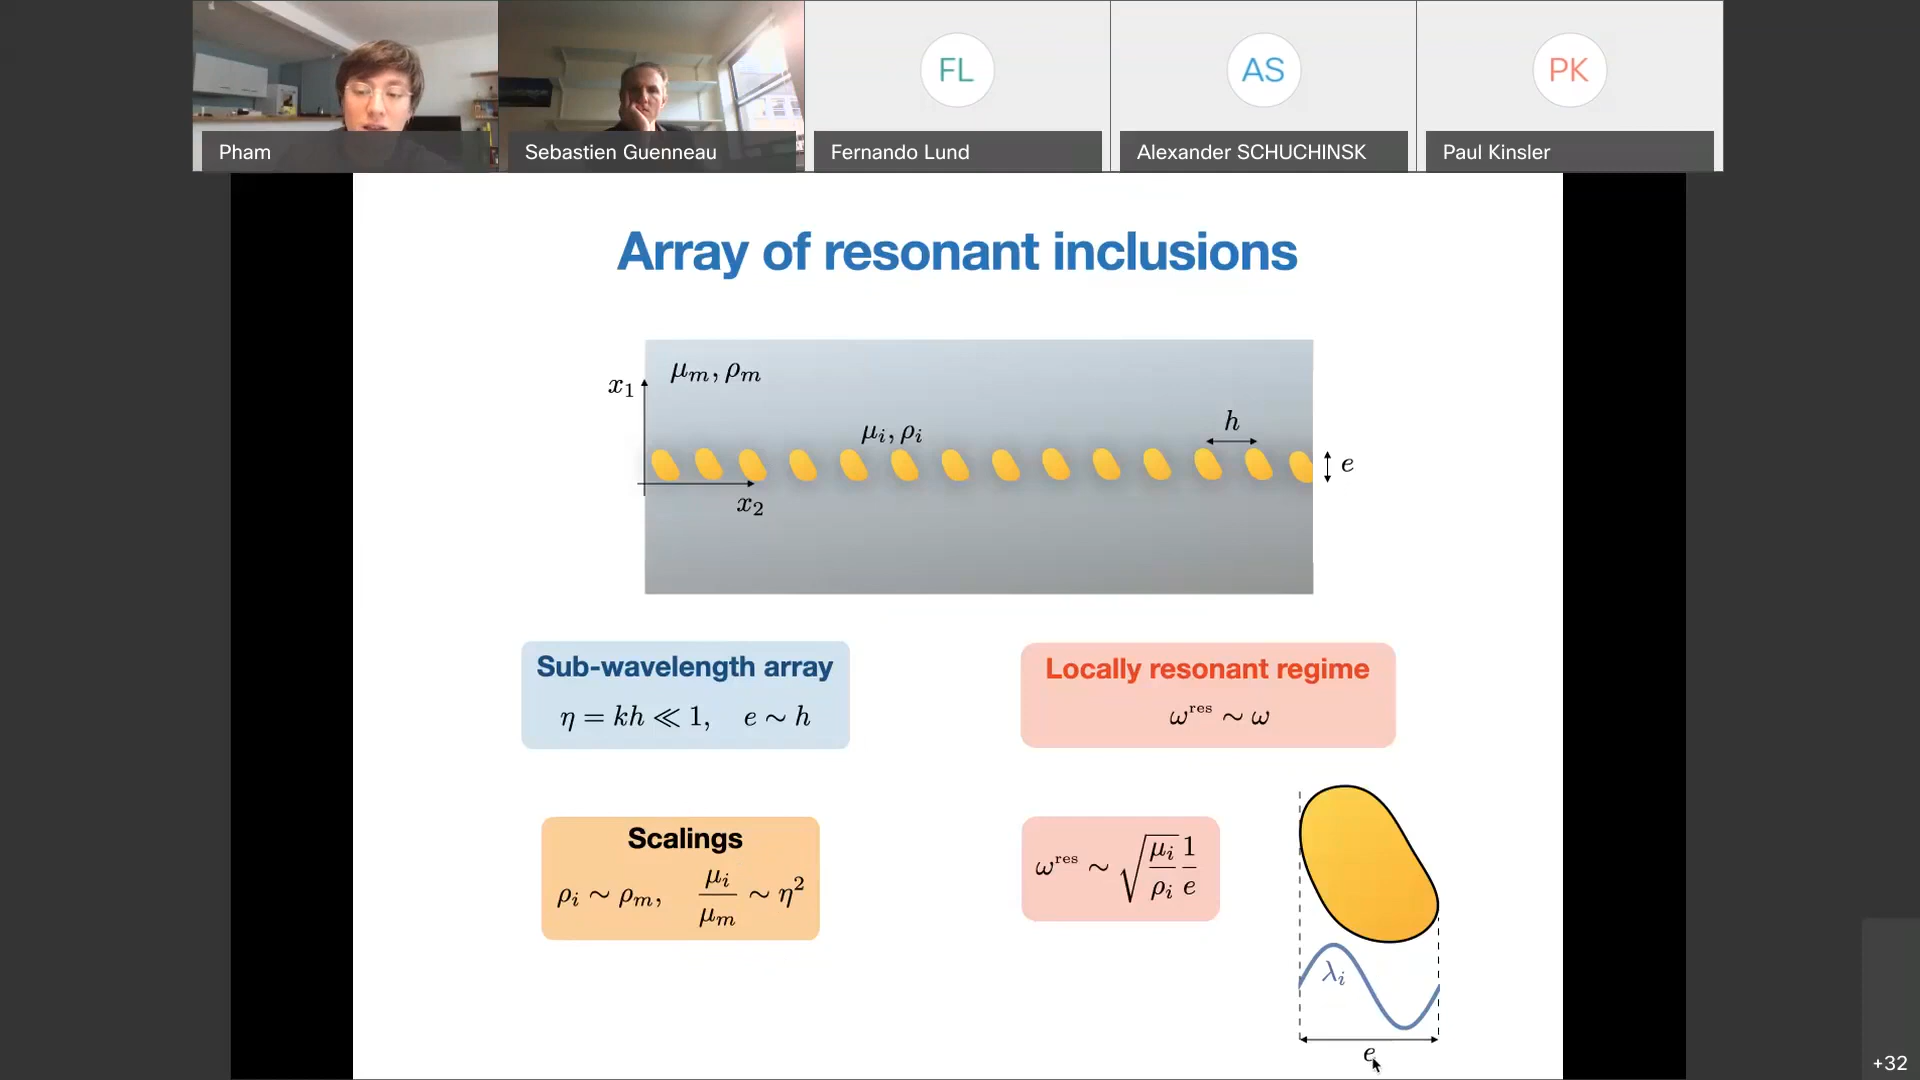 Pham
Sebastien Guenneau
FL
Fernando Lund
AS
Alexander SCHUCHINSK
PK
Paul Kinsler
Array of resonant inclusions
x₁
μₘ, ρₘ
μᵢ, ρᵢ
h
e
x₂
Sub-wavelength array
η = kh ≪ 1, e ∼ h
Locally resonant regime
ω^res ∼ ω
Scalings
ρᵢ ∼ ρₘ, μᵢ/μₘ ∼ η²
ω^res ∼ √(μᵢ/ρᵢ) 1/e
λᵢ
e
+32